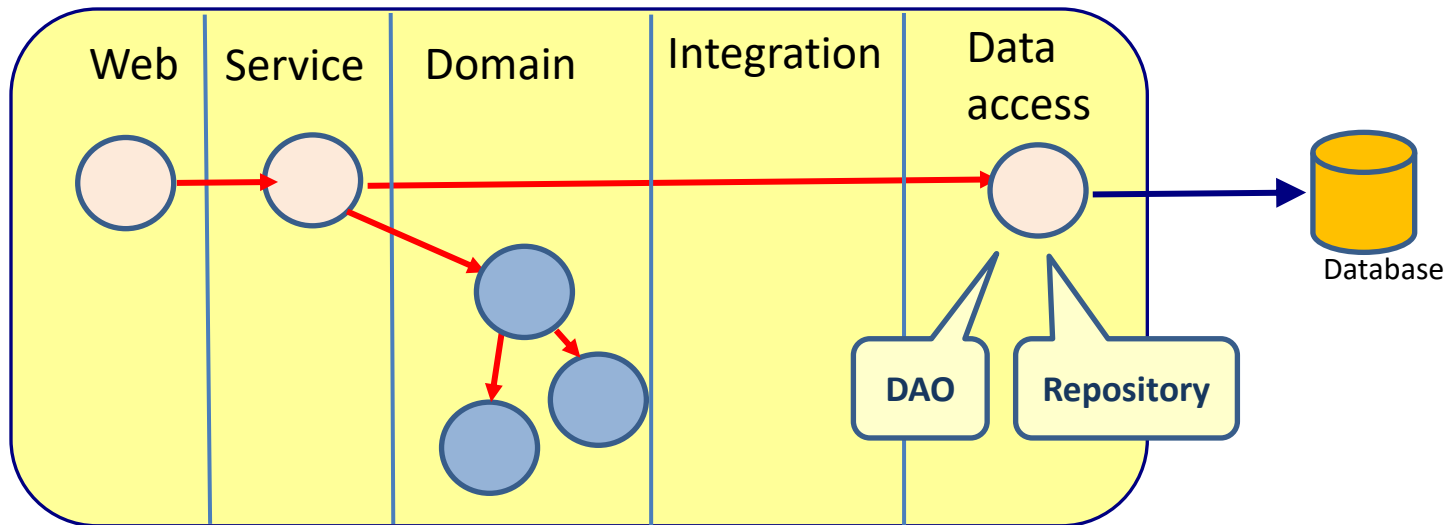 Web
Service
Domain
Integration
Data
access
Database
DAO
Repository